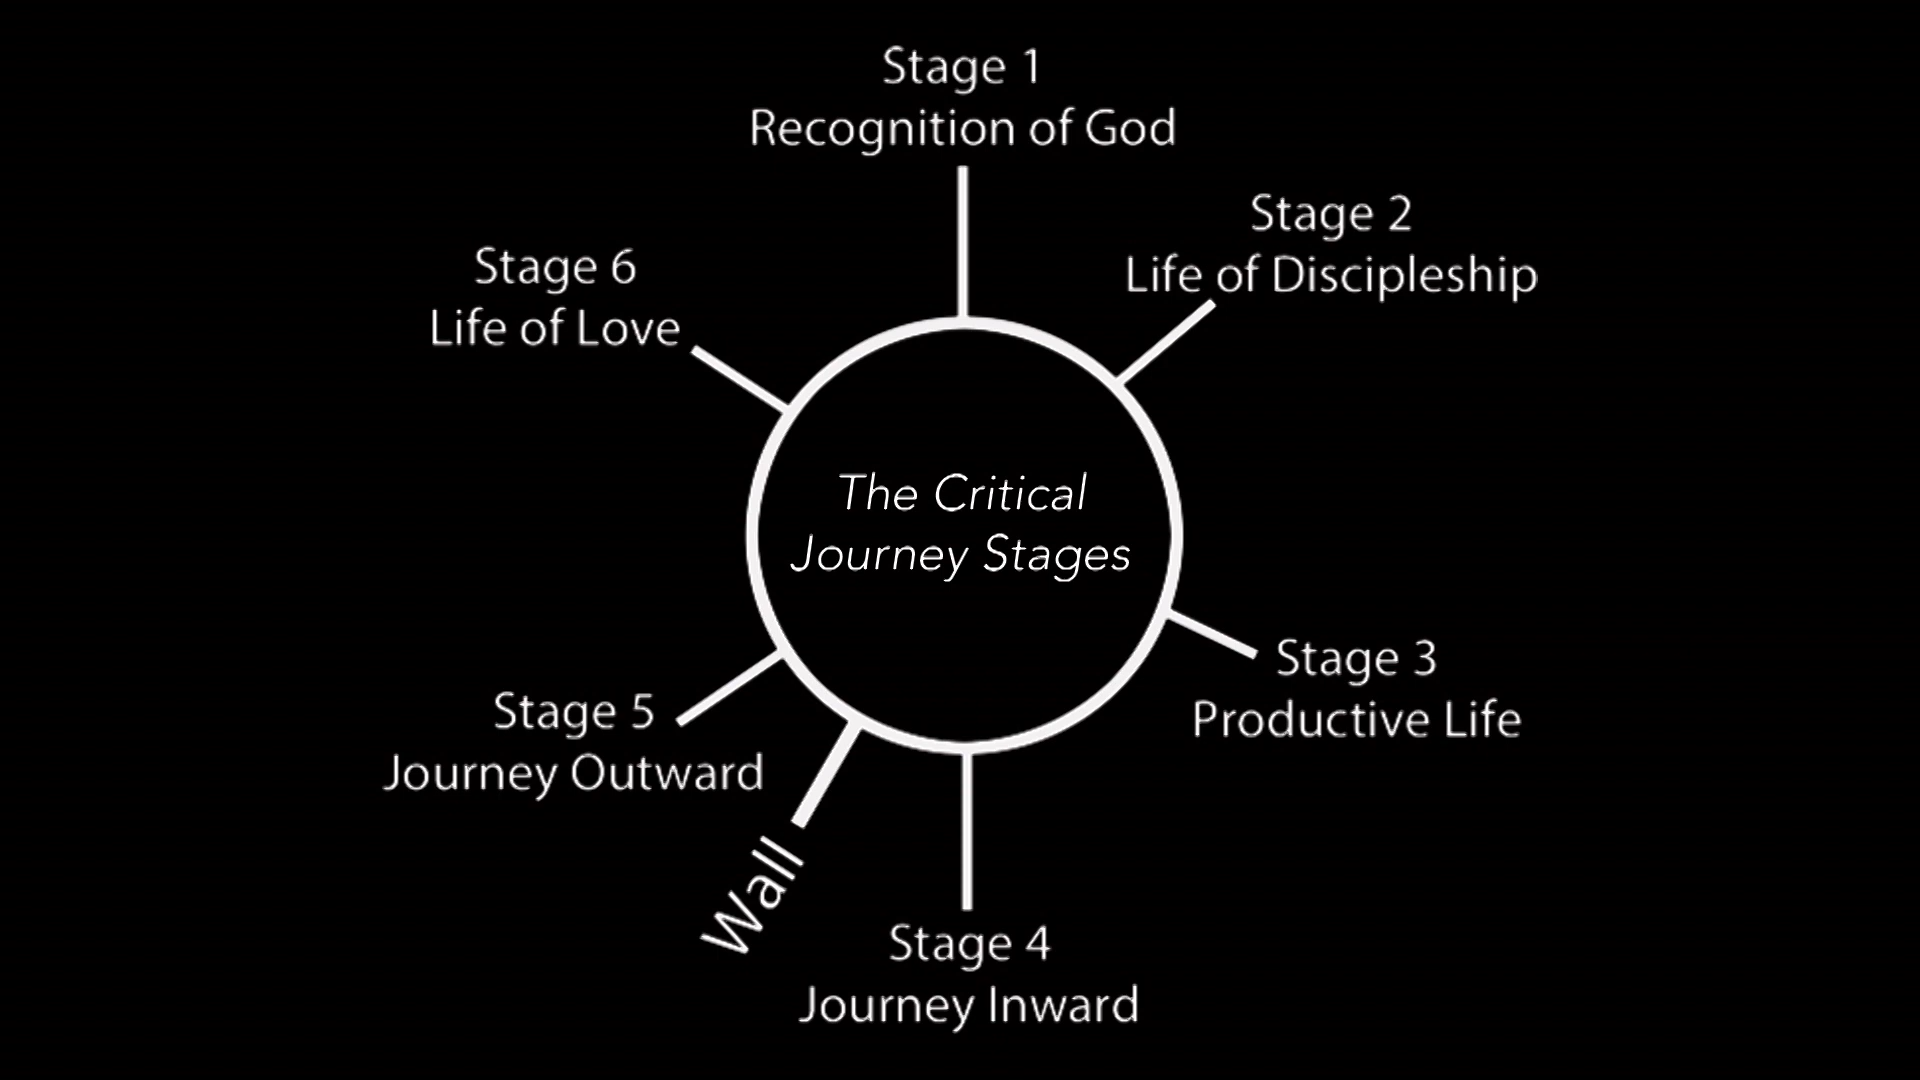 Stage 1
Recognition of God
Stage 2
Life of Discipleship
Stage 6
Life of Love
The Critical
Journey Stages
Stage 3
Productive Life
Stage 5
Journey Outward
Wall
Stage 4
Journey Inward